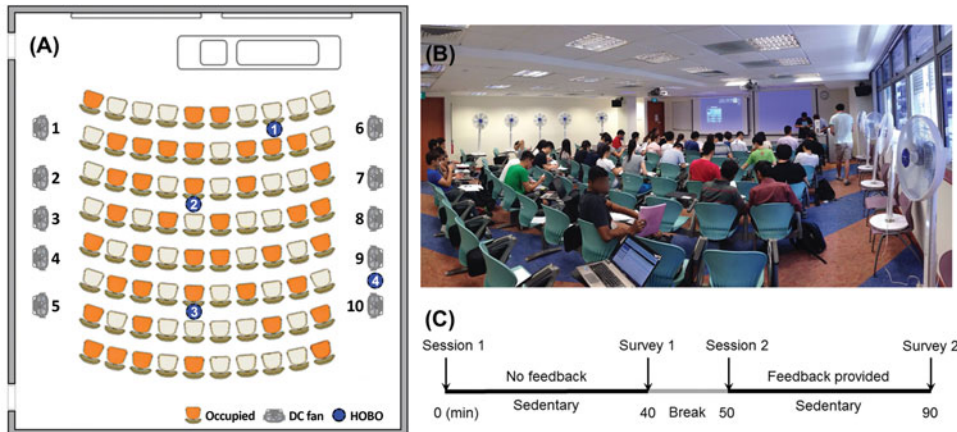 (A)
1
6
1
2
7
2
3
8
4
9
4
5
3
10
Occupied
DC fan
HOBO
(B)
(C)
Session 1
Survey 1
Session 2
Survey 2
No feedback
Feedback provided
0 (min)
Sedentary
40
Break
50
Sedentary
90